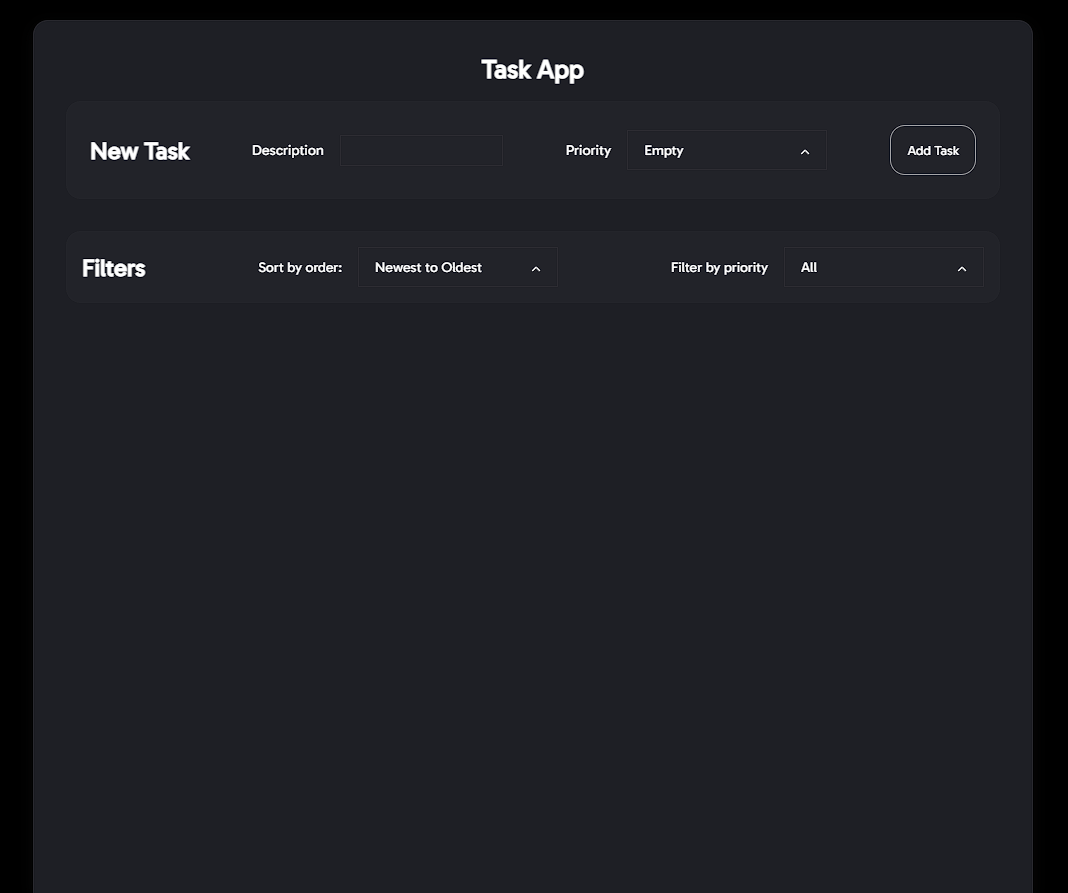 Task App
New Task Description Priority Empty Add Task
Filters Sort by order: Newest to Oldest Filter by priority All